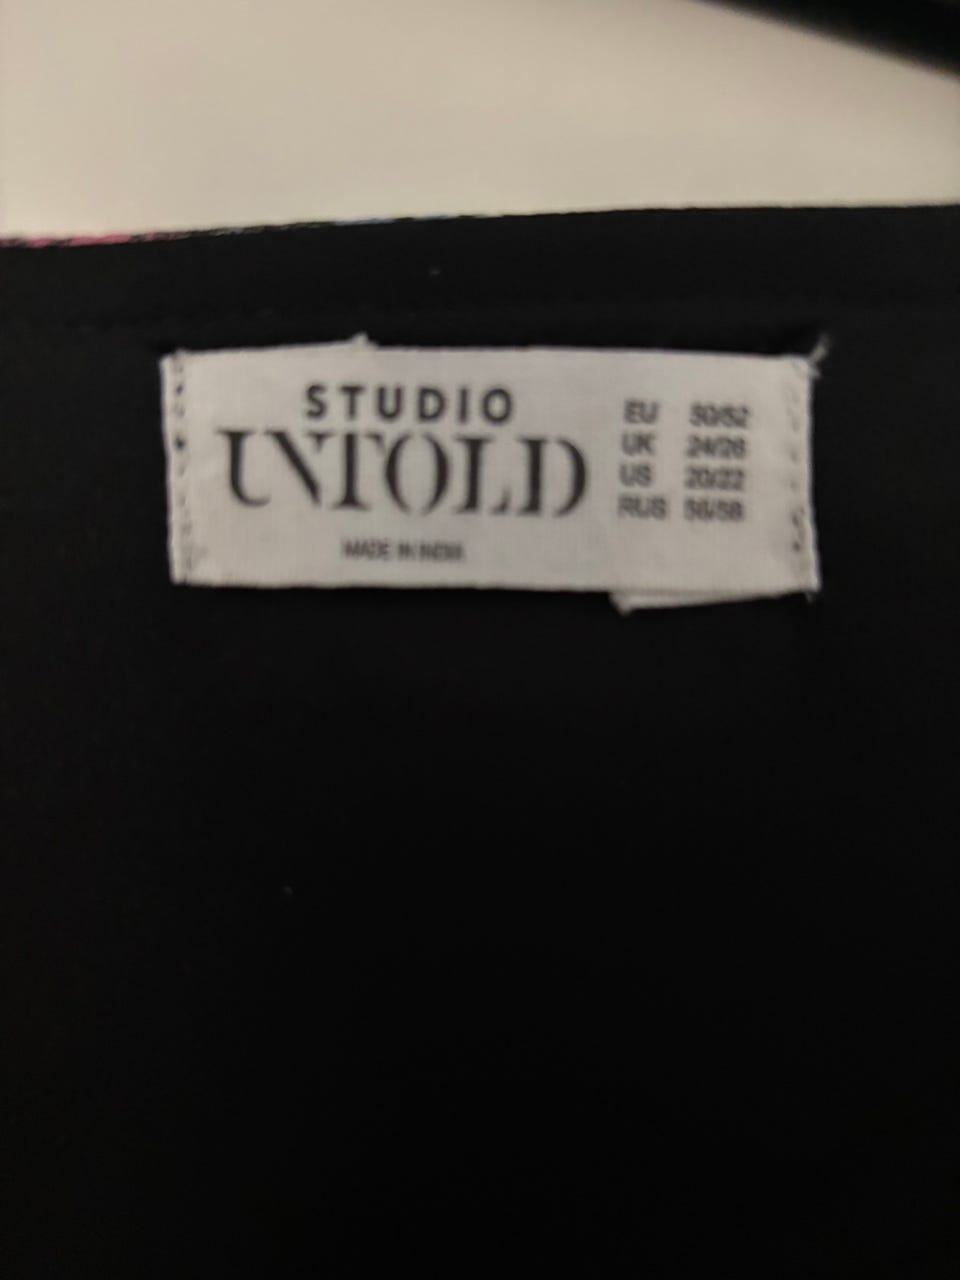 STUDIO
UNTOLD
MADE IN INDIA
EU 50/52
UK 24/26
US 20/22
RUS 56/58